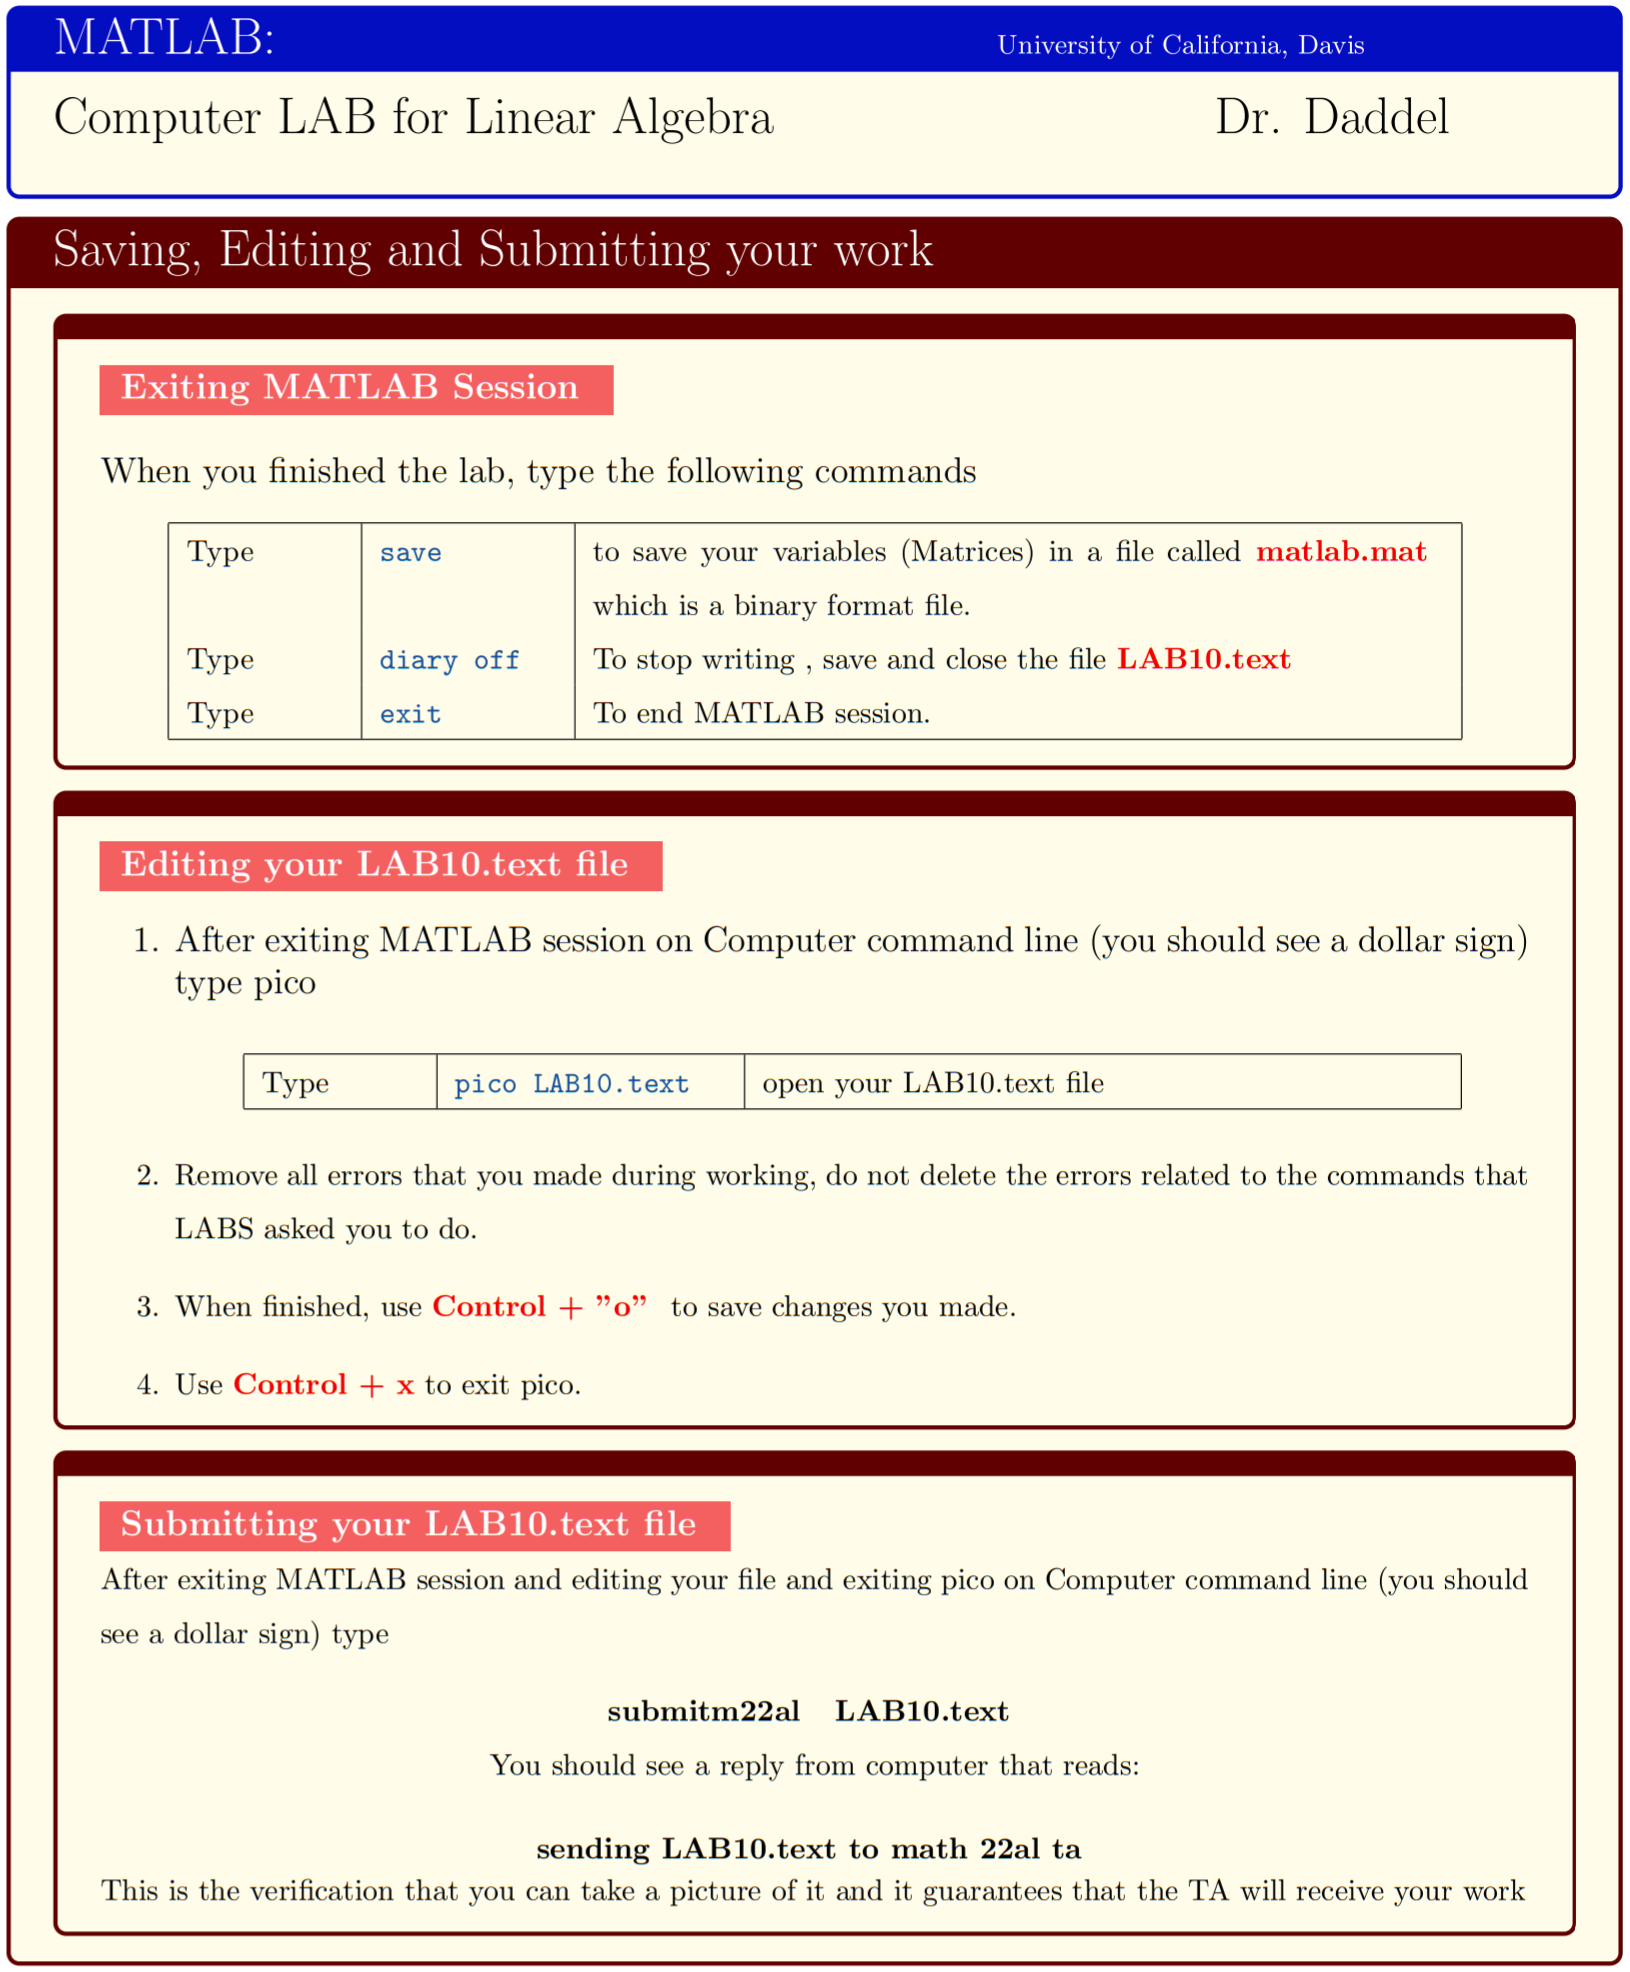 MATLAB: University of California, Davis
Computer LAB for Linear Algebra Dr. Daddel
Saving, Editing and Submitting your work
Exiting MATLAB Session
When you finished the lab, type the following commands
Type save to save your variables (Matrices) in a file called matlab.mat
which is a binary format file.
Type diary off To stop writing , save and close the file LAB10.text
Type exit To end MATLAB session.
Editing your LAB10.text file
1. After exiting MATLAB session on Computer command line (you should see a dollar sign)
type pico
Type pico LAB10.text open your LAB10.text file
2. Remove all errors that you made during working, do not delete the errors related to the commands that
LABS asked you to do.
3. When finished, use Control + ”o” to save changes you made.
4. Use Control + x to exit pico.
Submitting your LAB10.text file
After exiting MATLAB session and editing your file and exiting pico on Computer command line (you should
see a dollar sign) type
submitm22al LAB10.text
You should see a reply from computer that reads:
sending LAB10.text to math 22al ta
This is the verification that you can take a picture of it and it guarantees that the TA will receive your work